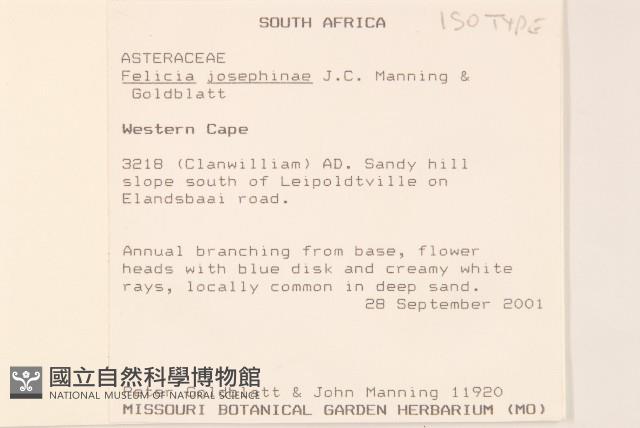 SOUTH AFRICA
ISOTYPE
ASTERACEAE
Felicia josephinae J.C. Manning &
Goldblatt
Western Cape
3218 (Clanwilliam) AD. Sandy hill
slope south of Leipoldtville on
Elandsbaai road.
Annual branching from base, flower
heads with blue disk and creamy white
rays, locally common in deep sand.
28 September 2001
國立自然科學博物館
NATIONAL MUSEUM OF NATURAL SCIENCE
Peter Goldblatt & John Manning 11920
MISSOURI BOTANICAL GARDEN HERBARIUM (MO)